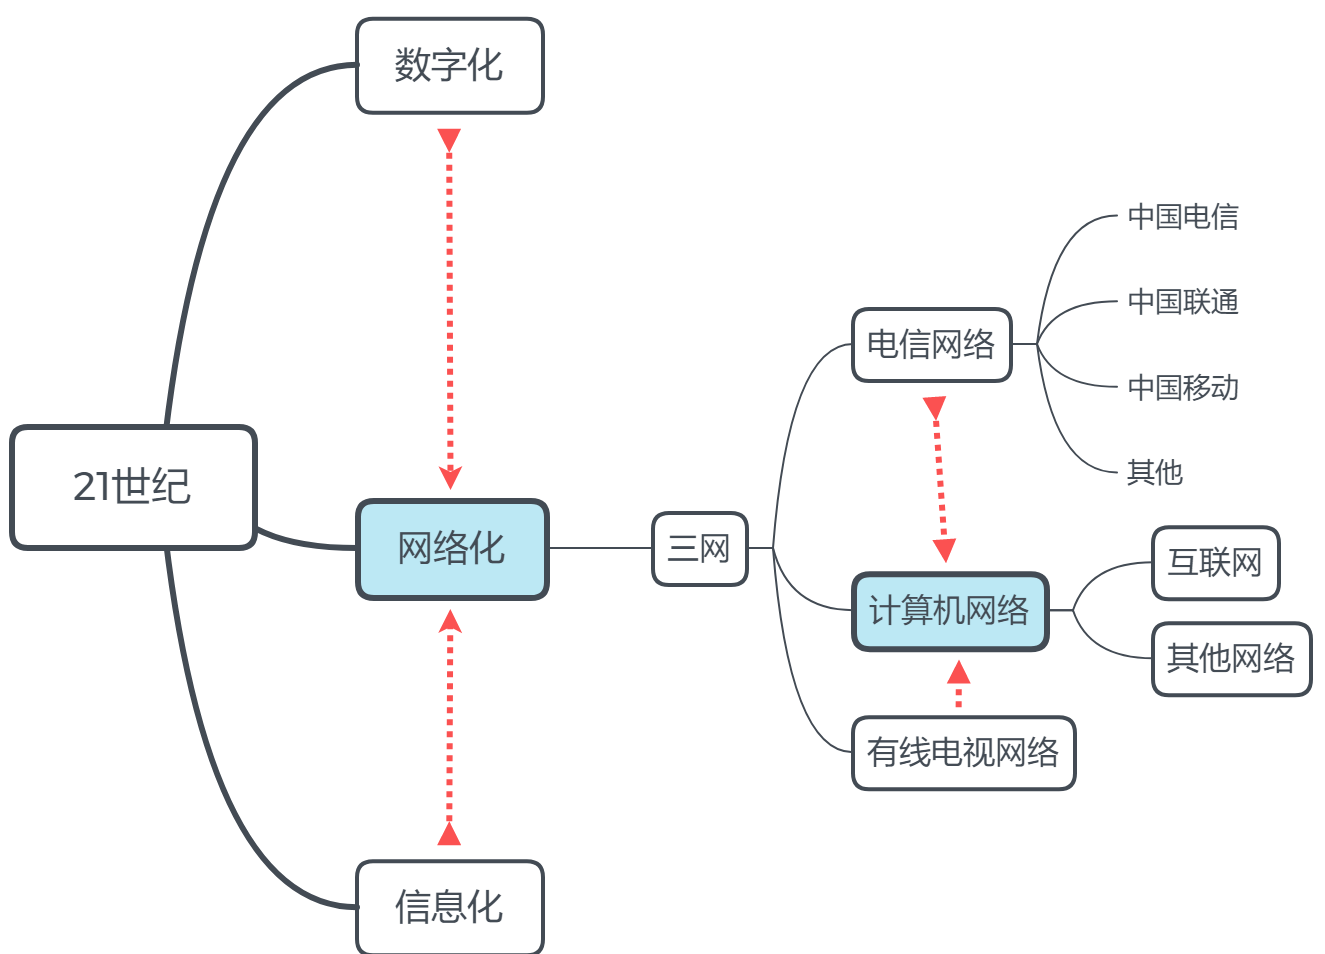 数字化
中国电信
中国联通
电信网络
中国移动
其他
21世纪
网络化
三网
互联网
计算机网络
其他网络
有线电视网络
信息化